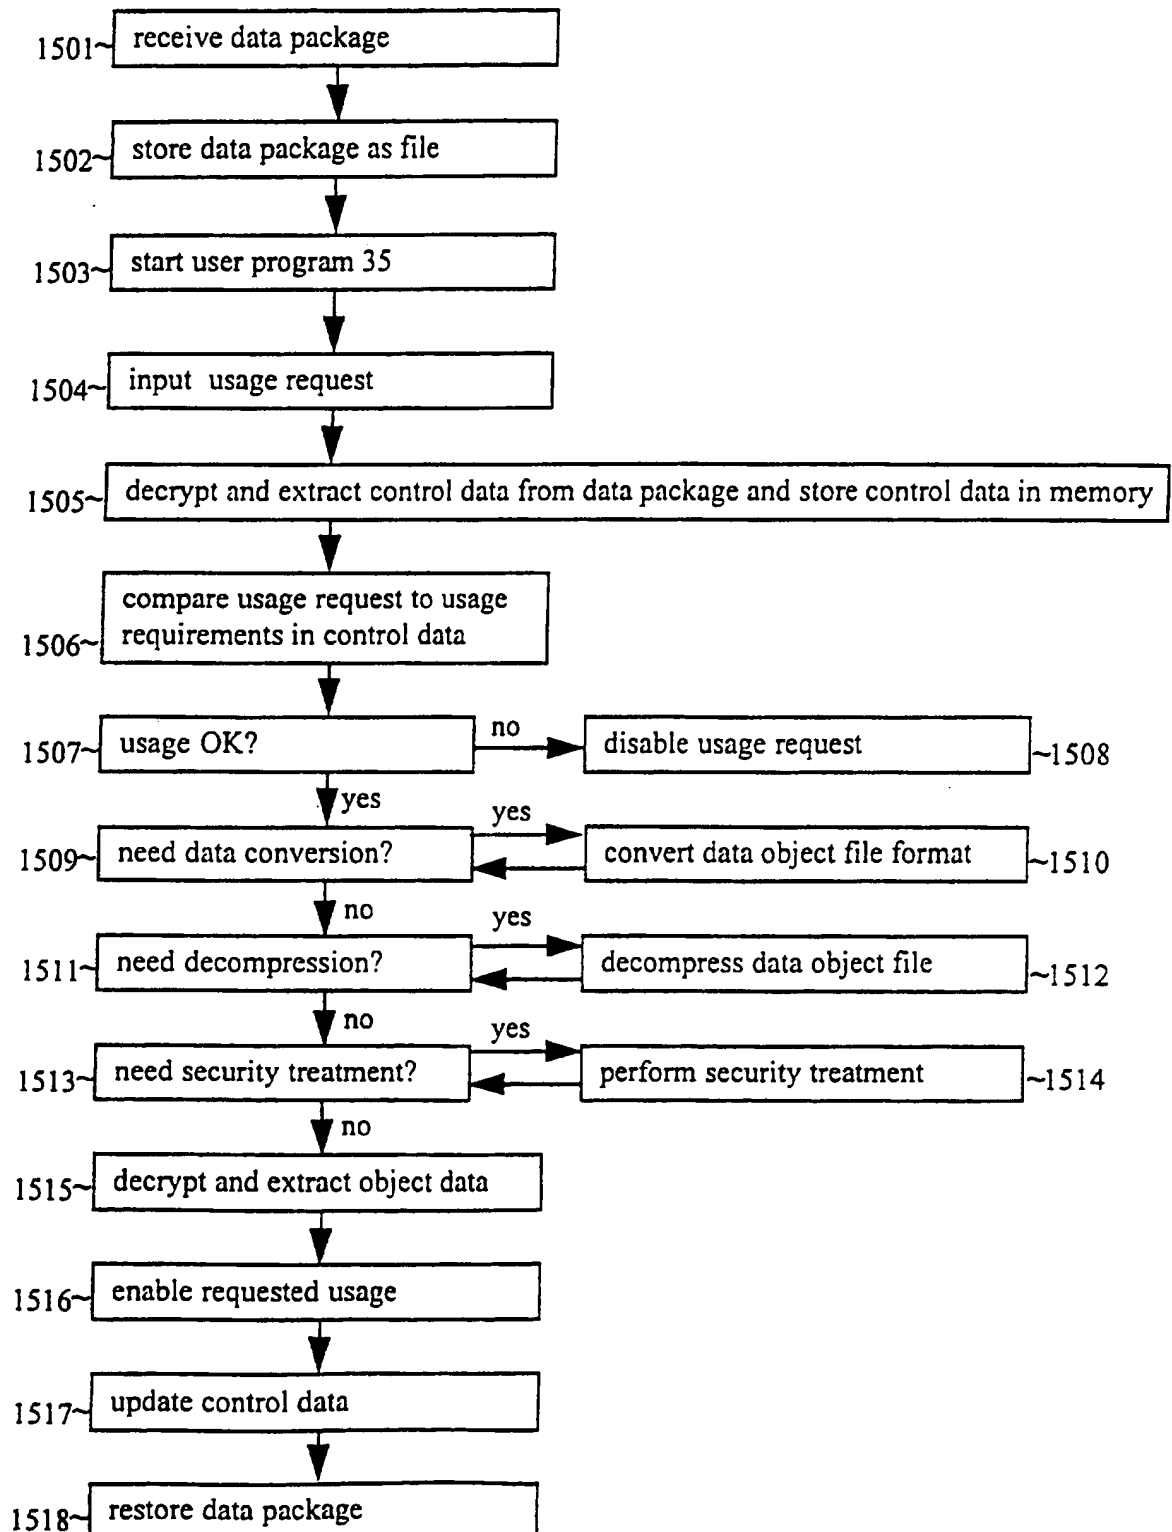 1501~ receive data package
1502~ store data package as file
1503~ start user program 35
1504~ input usage request
1505~ decrypt and extract control data from data package and store control data in memory
compare usage request to usage
1506~ requirements in control data
1507~ usage OK? no disable usage request ~1508
yes
yes
1509~ need data conversion? convert data object file format ~1510
no
yes
1511~ need decompression? decompress data object file ~1512
no
yes
1513~ need security treatment? perform security treatment ~1514
no
1515~ decrypt and extract object data
1516~ enable requested usage
1517~ update control data
1518~ restore data package